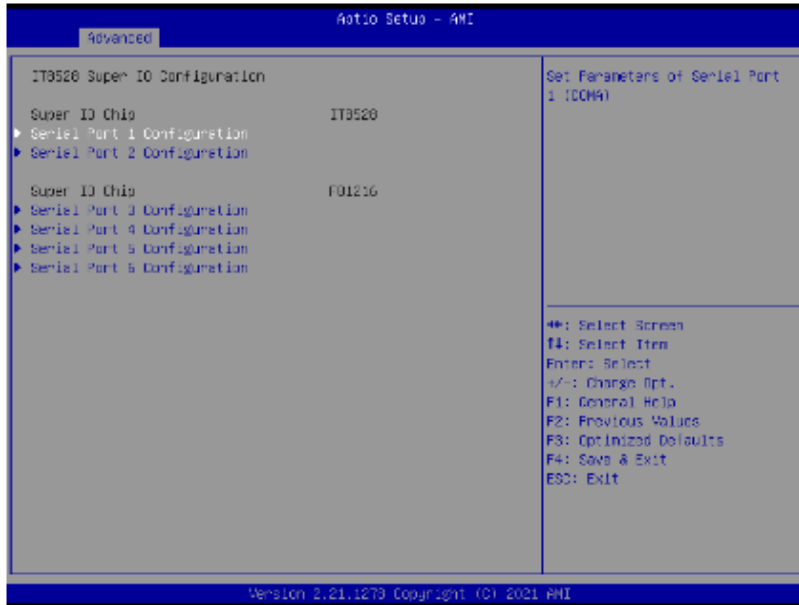 Aptio Setup - AMI
Advanced
IT8528 Super IO Configuration
Super IO Chip IT8528
Serial Port 1 Configuration
Serial Port 2 Configuration
Super IO Chip F81216
Serial Port 3 Configuration
Serial Port 4 Configuration
Serial Port 5 Configuration
Serial Port 6 Configuration
Set Parameters of Serial Port
1 (COMA)
→←: Select Screen
↑↓: Select Item
Enter: Select
+/-: Change Opt.
F1: General Help
F2: Previous Values
F3: Optimized Defaults
F4: Save & Exit
ESC: Exit
Version 2.21.1278 Copyright (C) 2021 AMI